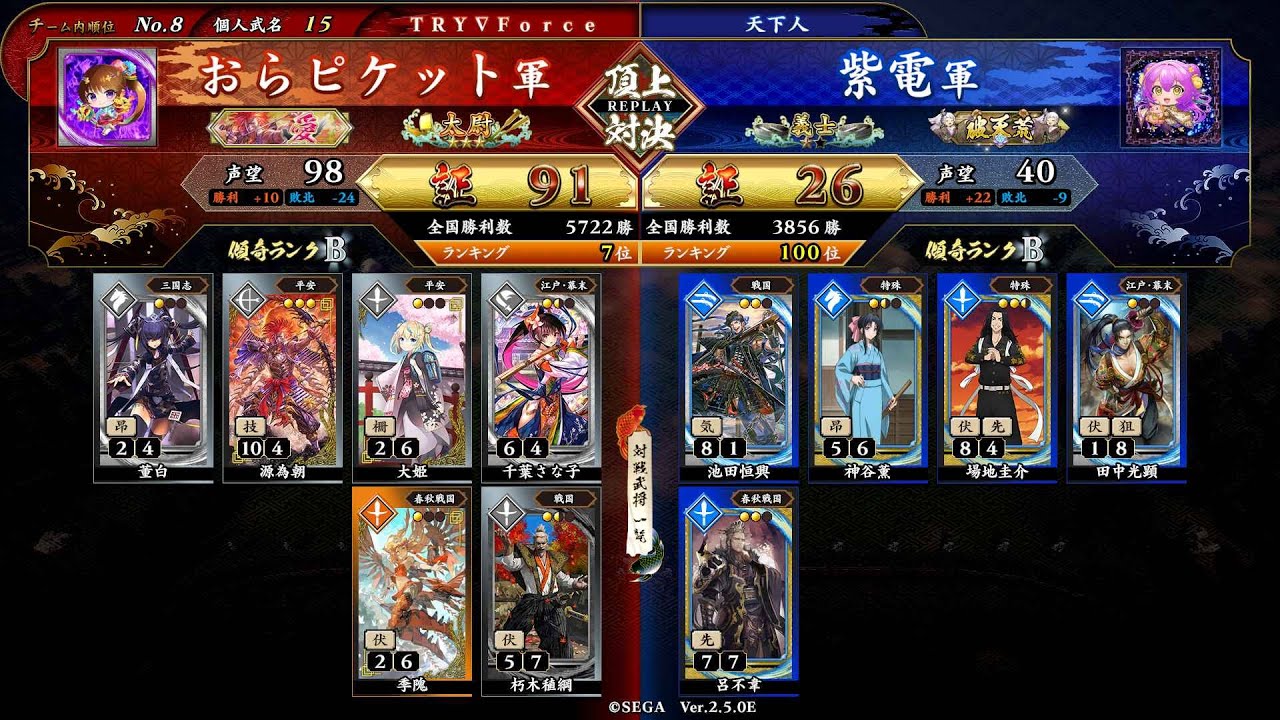 チーム内順位 No.8 個人武名 15 TRY∇Force 天下人
おらピケット軍
頂上
REPLAY
対決
紫電軍
愛
太尉
義士
破天荒
声望 98
勝利 +10 敗北 -24
証 91
証 26
声望 40
勝利 +22 敗北 -9
全国勝利数 5722勝
全国勝利数 3856勝
ランキング 7位
ランキング 100位
傾奇ランクB
傾奇ランクB
三国志
平安
平安
江戸・幕末
戦国
特殊
特殊
江戸・幕末
昴
技
柵
気
昴
伏 先
伏 狙
2 4
10 4
2 6
6 4
8 1
5 6
8 4
1 8
董白
源為朝
大姫
千葉さな子
池田恒興
神谷薫
場地圭介
田中光顕
対戦武将一覧
春秋戦国
戦国
春秋戦国
伏
伏
先
2 6
5 7
7 7
季隗
朽木稙綱
呂不韋
©SEGA Ver.2.5.0E